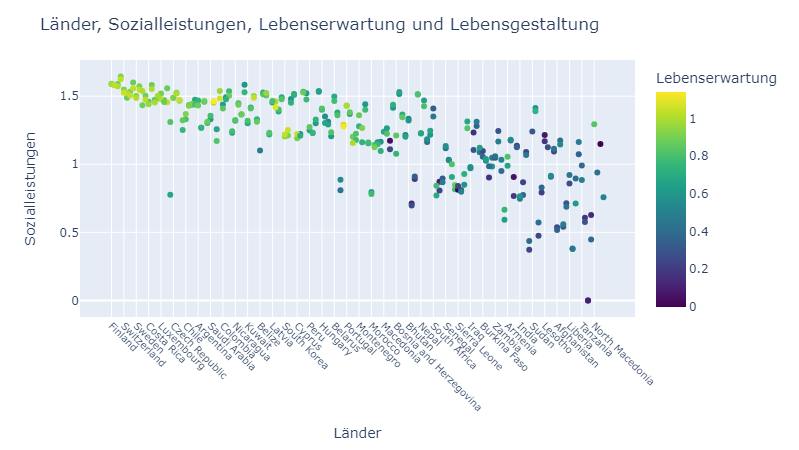 Länder, Sozialleistungen, Lebenserwartung und Lebensgestaltung
Lebenserwartung
1
0.8
0.6
0.4
0.2
0
Sozialleistungen
1.5
1
0.5
0
Finland
Switzerland
Sweden
Costa Rica
Luxembourg
Czech Republic
Chile
Argentina
Saudi Arabia
Colombia
Nicaragua
Kuwait
Belize
Latvia
South Korea
Cyprus
Peru
Hungary
Belarus
Portugal
Montenegro
Morocco
Macedonia
Bosnia and Herzegovina
Bhutan
Nepal
South Africa
Senegal
Sierra Leone
Iraq
Burkina Faso
Zambia
Armenia
India
Sudan
Lesotho
Afghanistan
Liberia
Tanzania
North Macedonia
Länder